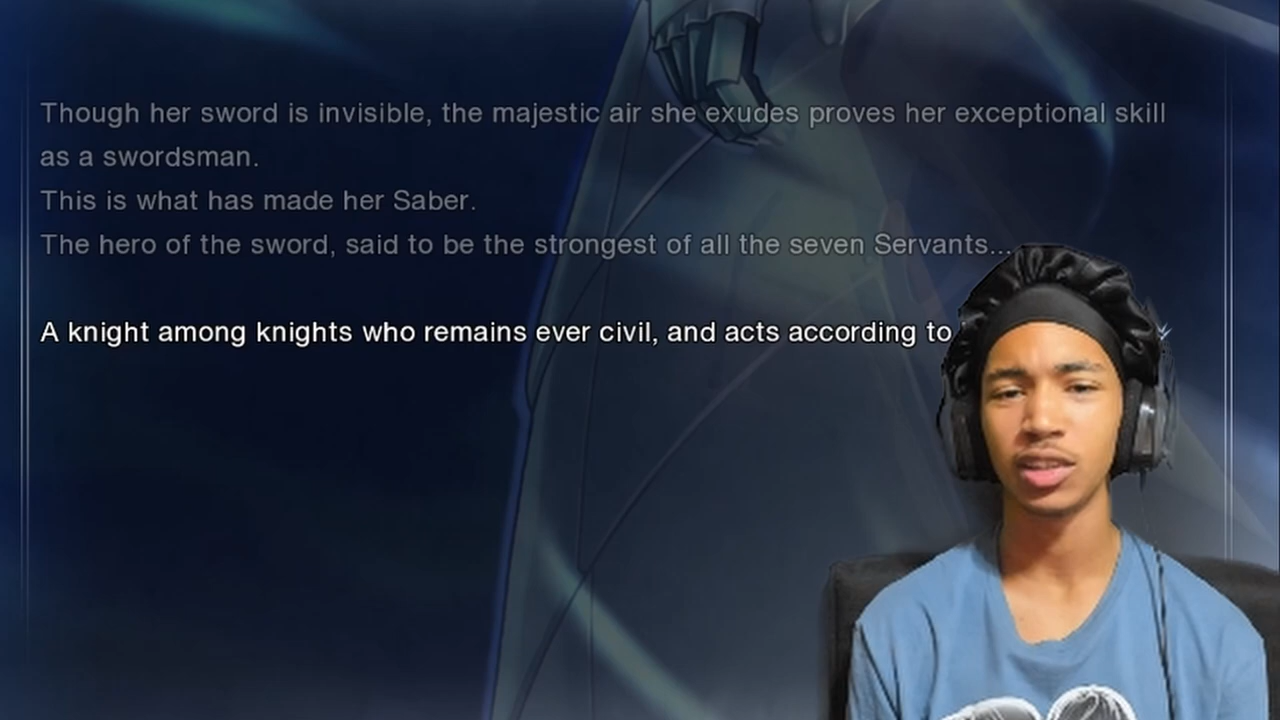 Though her sword is invisible, the majestic air she exudes proves her exceptional skill
as a swordsman.
This is what has made her Saber.
The hero of the sword, said to be the strongest of all the seven Servants...
A knight among knights who remains ever civil, and acts according to